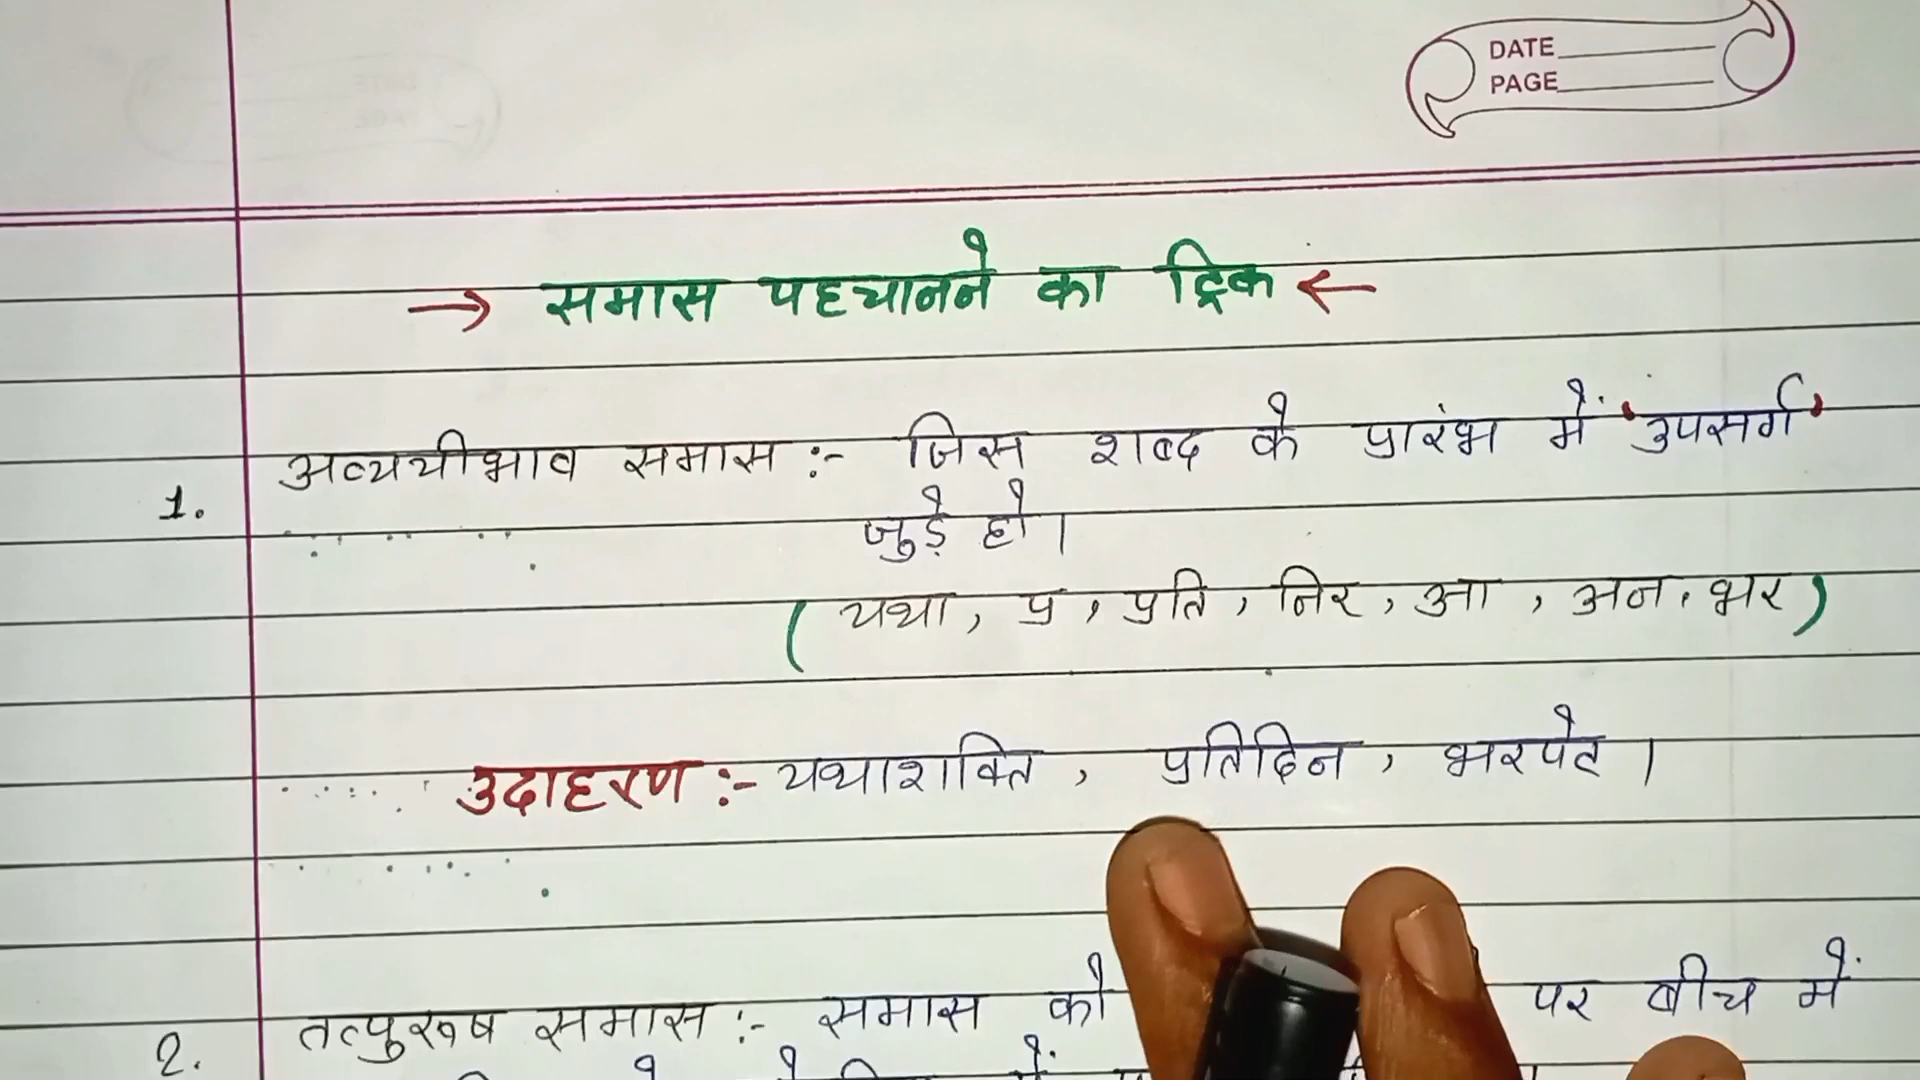 DATE
PAGE
→ समास पहचानने का ट्रिक ←
1. अव्ययीभाव समास :- जिस शब्द के प्रारंभ में 'उपसर्ग'
जुड़े हो।
(यथा, प्र, प्रति, निर, आ, अन, भर)
उदाहरण :- यथाशक्ति, प्रतिदिन, भरपेट।
2. तत्पुरूष समास :- समास को पर बीच में